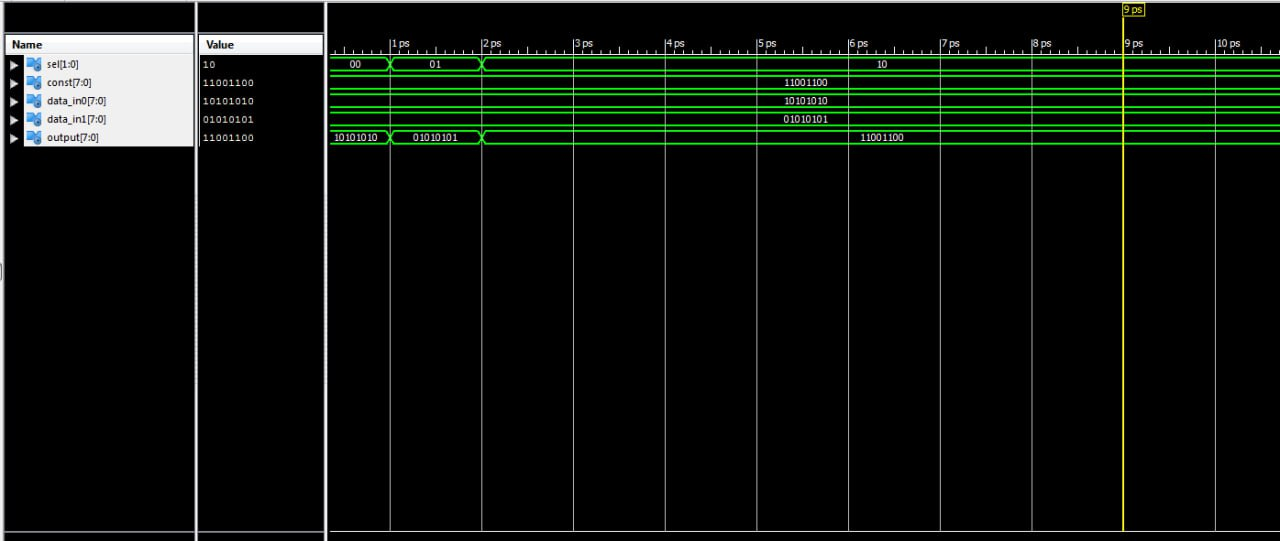 9 ps
Name Value
1 ps 2 ps 3 ps 4 ps 5 ps 6 ps 7 ps 8 ps 9 ps 10 ps
sel[1:0] 10 00 01 10
const[7:0] 11001100 11001100
data_in0[7:0] 10101010 10101010
data_in1[7:0] 01010101 01010101
output[7:0] 11001100 10101010 01010101 11001100